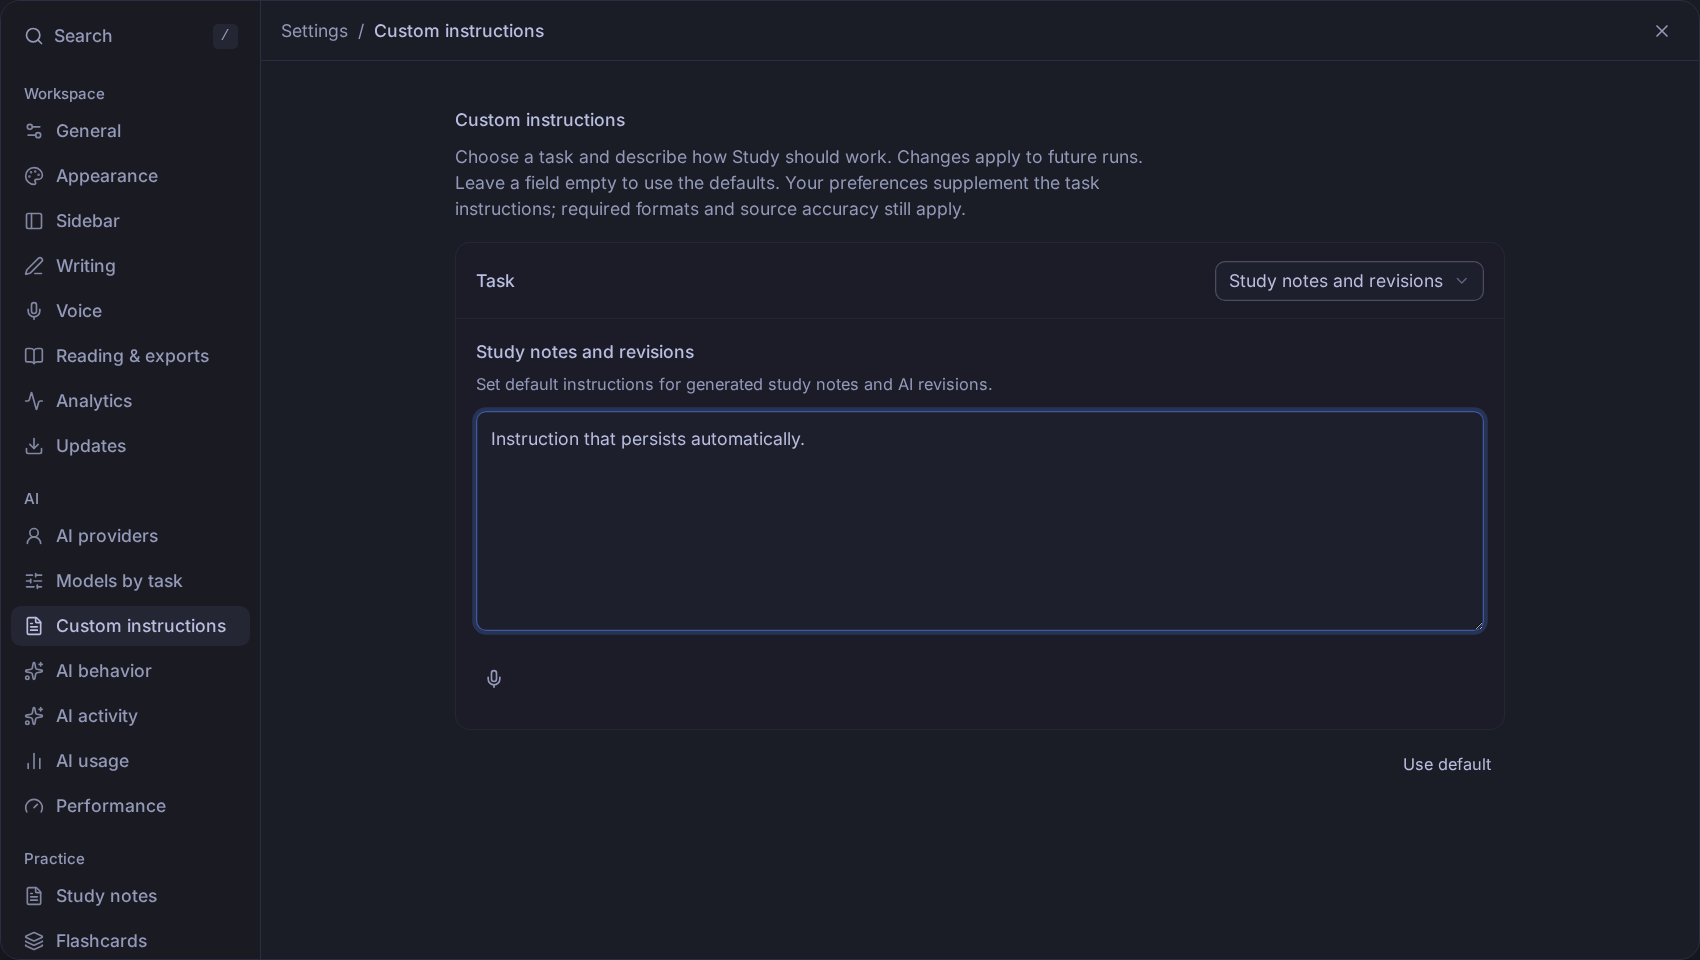 Search
/
Workspace
General
Appearance
Sidebar
Writing
Voice
Reading & exports
Analytics
Updates
AI
AI providers
Models by task
Custom instructions
AI behavior
AI activity
AI usage
Performance
Practice
Study notes
Flashcards
Settings / Custom instructions
Custom instructions
Choose a task and describe how Study should work. Changes apply to future runs.
Leave a field empty to use the defaults. Your preferences supplement the task
instructions; required formats and source accuracy still apply.
Task
Study notes and revisions
Study notes and revisions
Set default instructions for generated study notes and AI revisions.
Instruction that persists automatically.
Use default